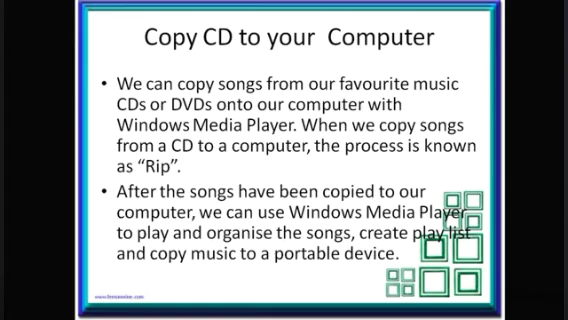 Copy CD to your Computer
• We can copy songs from our favourite music
CDs or DVDs onto our computer with
Windows Media Player. When we copy songs
from a CD to a computer, the process is known
as “Rip”.
• After the songs have been copied to our
computer, we can use Windows Media Player
to play and organise the songs, create play list
and copy music to a portable device.